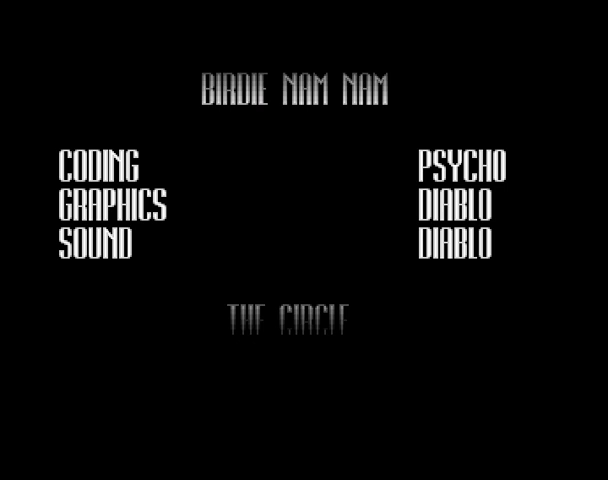 BIRDIE NAM NAM
CODING PSYCHO
GRAPHICS DIABLO
SOUND DIABLO
THE CIRCLE